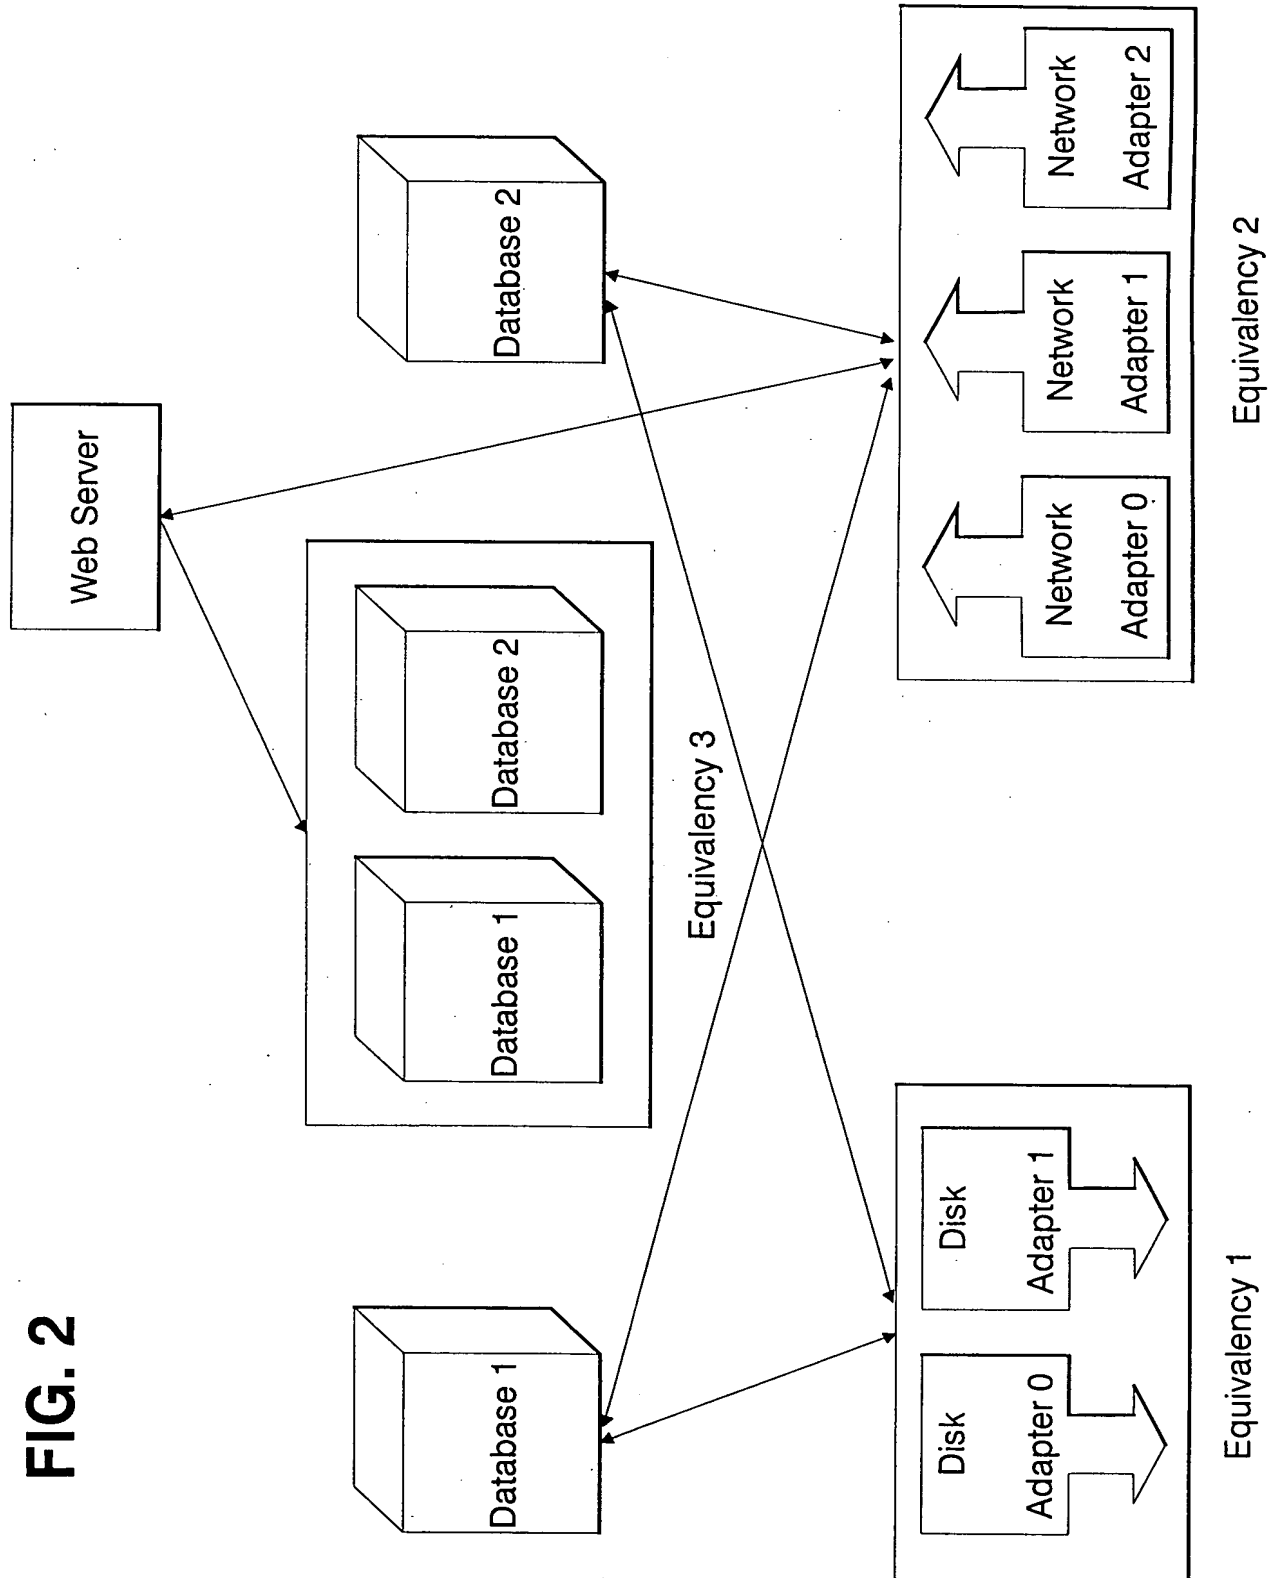 FIG. 2
Web Server
Database 1
Database 1
Database 2
Database 2
Equivalency 3
Disk
Adapter 0
Disk
Adapter 1
Network
Adapter 0
Network
Adapter 1
Network
Adapter 2
Equivalency 1
Equivalency 2